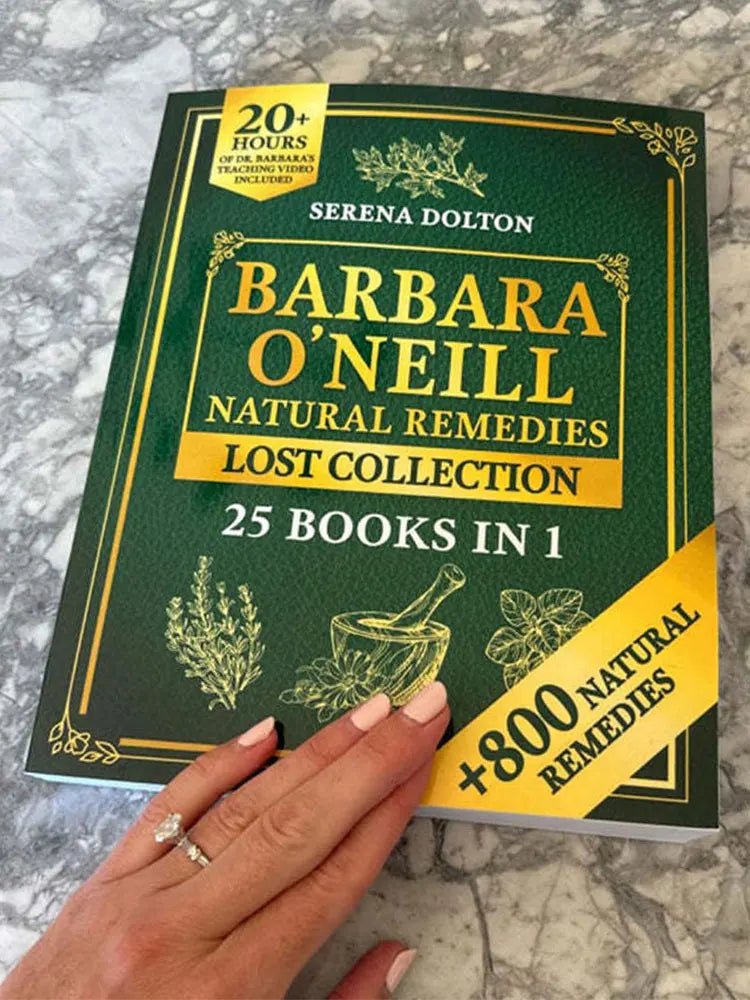 20+
HOURS
OF DR. BARBARA'S
TEACHING VIDEO
INCLUDED
SERENA DOLTON
BARBARA
O'NEILL
NATURAL REMEDIES
LOST COLLECTION
25 BOOKS IN 1
+800 NATURAL
REMEDIES